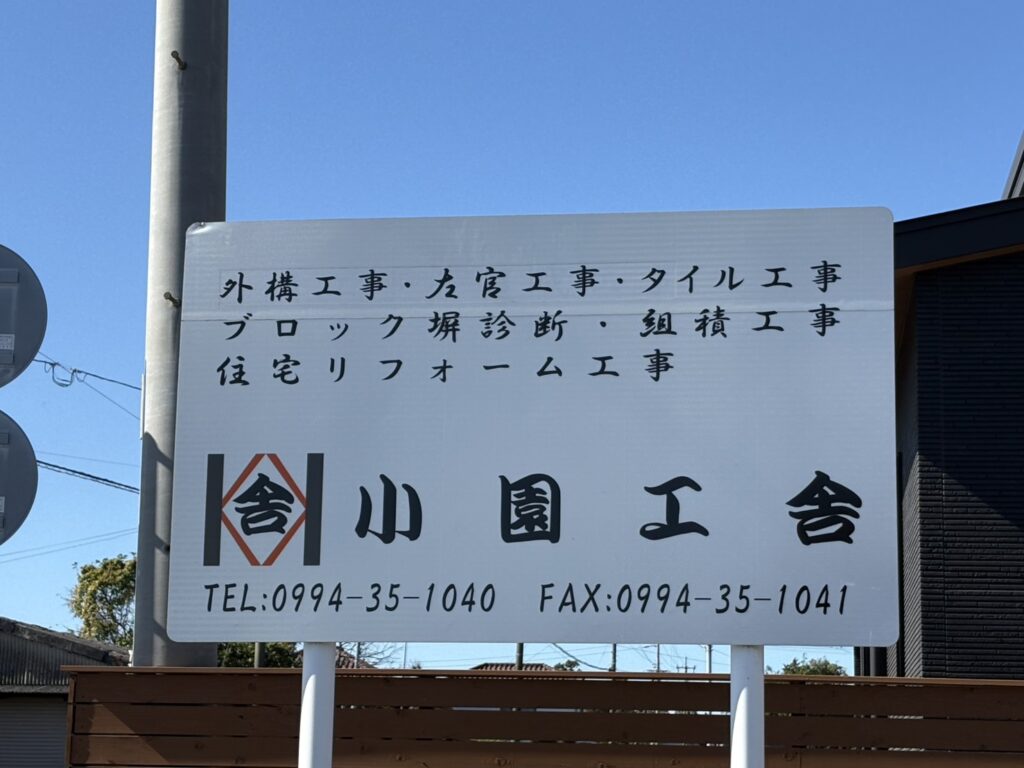 外構工事・左官工事・タイル工事
ブロック塀診断・組積工事
住宅リフォーム工事
舎 小園工舎
TEL:0994-35-1040 FAX:0994-35-1041